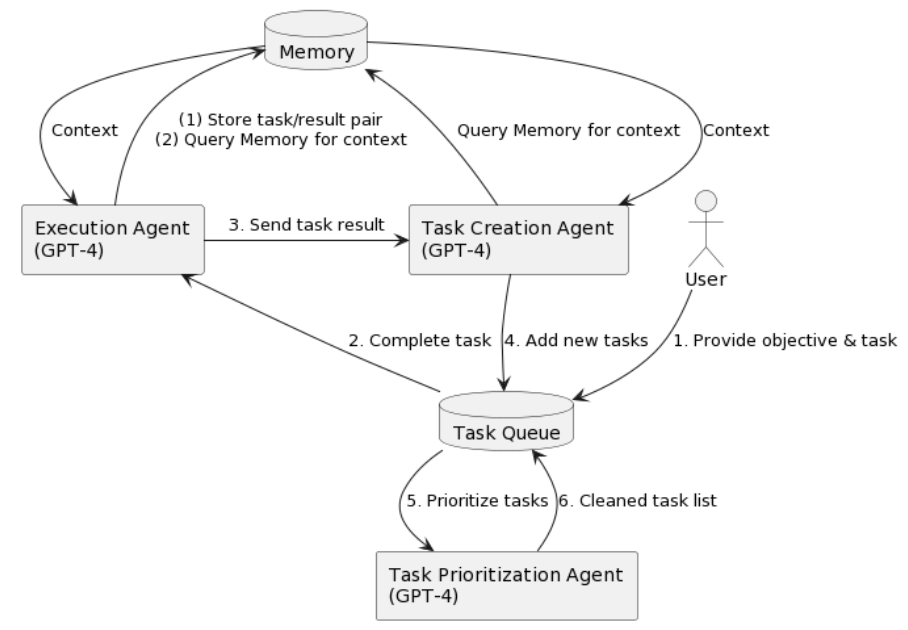 Memory
Context
(1) Store task/result pair
(2) Query Memory for context
Query Memory for context
Context
Execution Agent
(GPT-4)
3. Send task result
Task Creation Agent
(GPT-4)
User
2. Complete task
4. Add new tasks
1. Provide objective & task
Task Queue
5. Prioritize tasks
6. Cleaned task list
Task Prioritization Agent
(GPT-4)